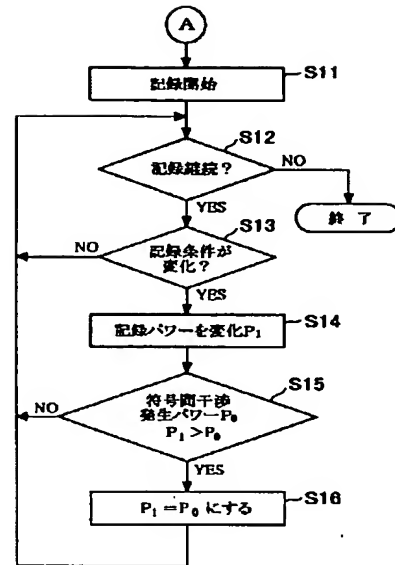 A
記録開始
S11
S12
記録継続？
NO
YES
終了
S13
NO
記録条件が
変化？
YES
記録パワーを変化P₁
S14
S15
NO
符号間干渉
発生パワーP₀
P₁＞P₀
YES
P₁＝P₀ にする
S16